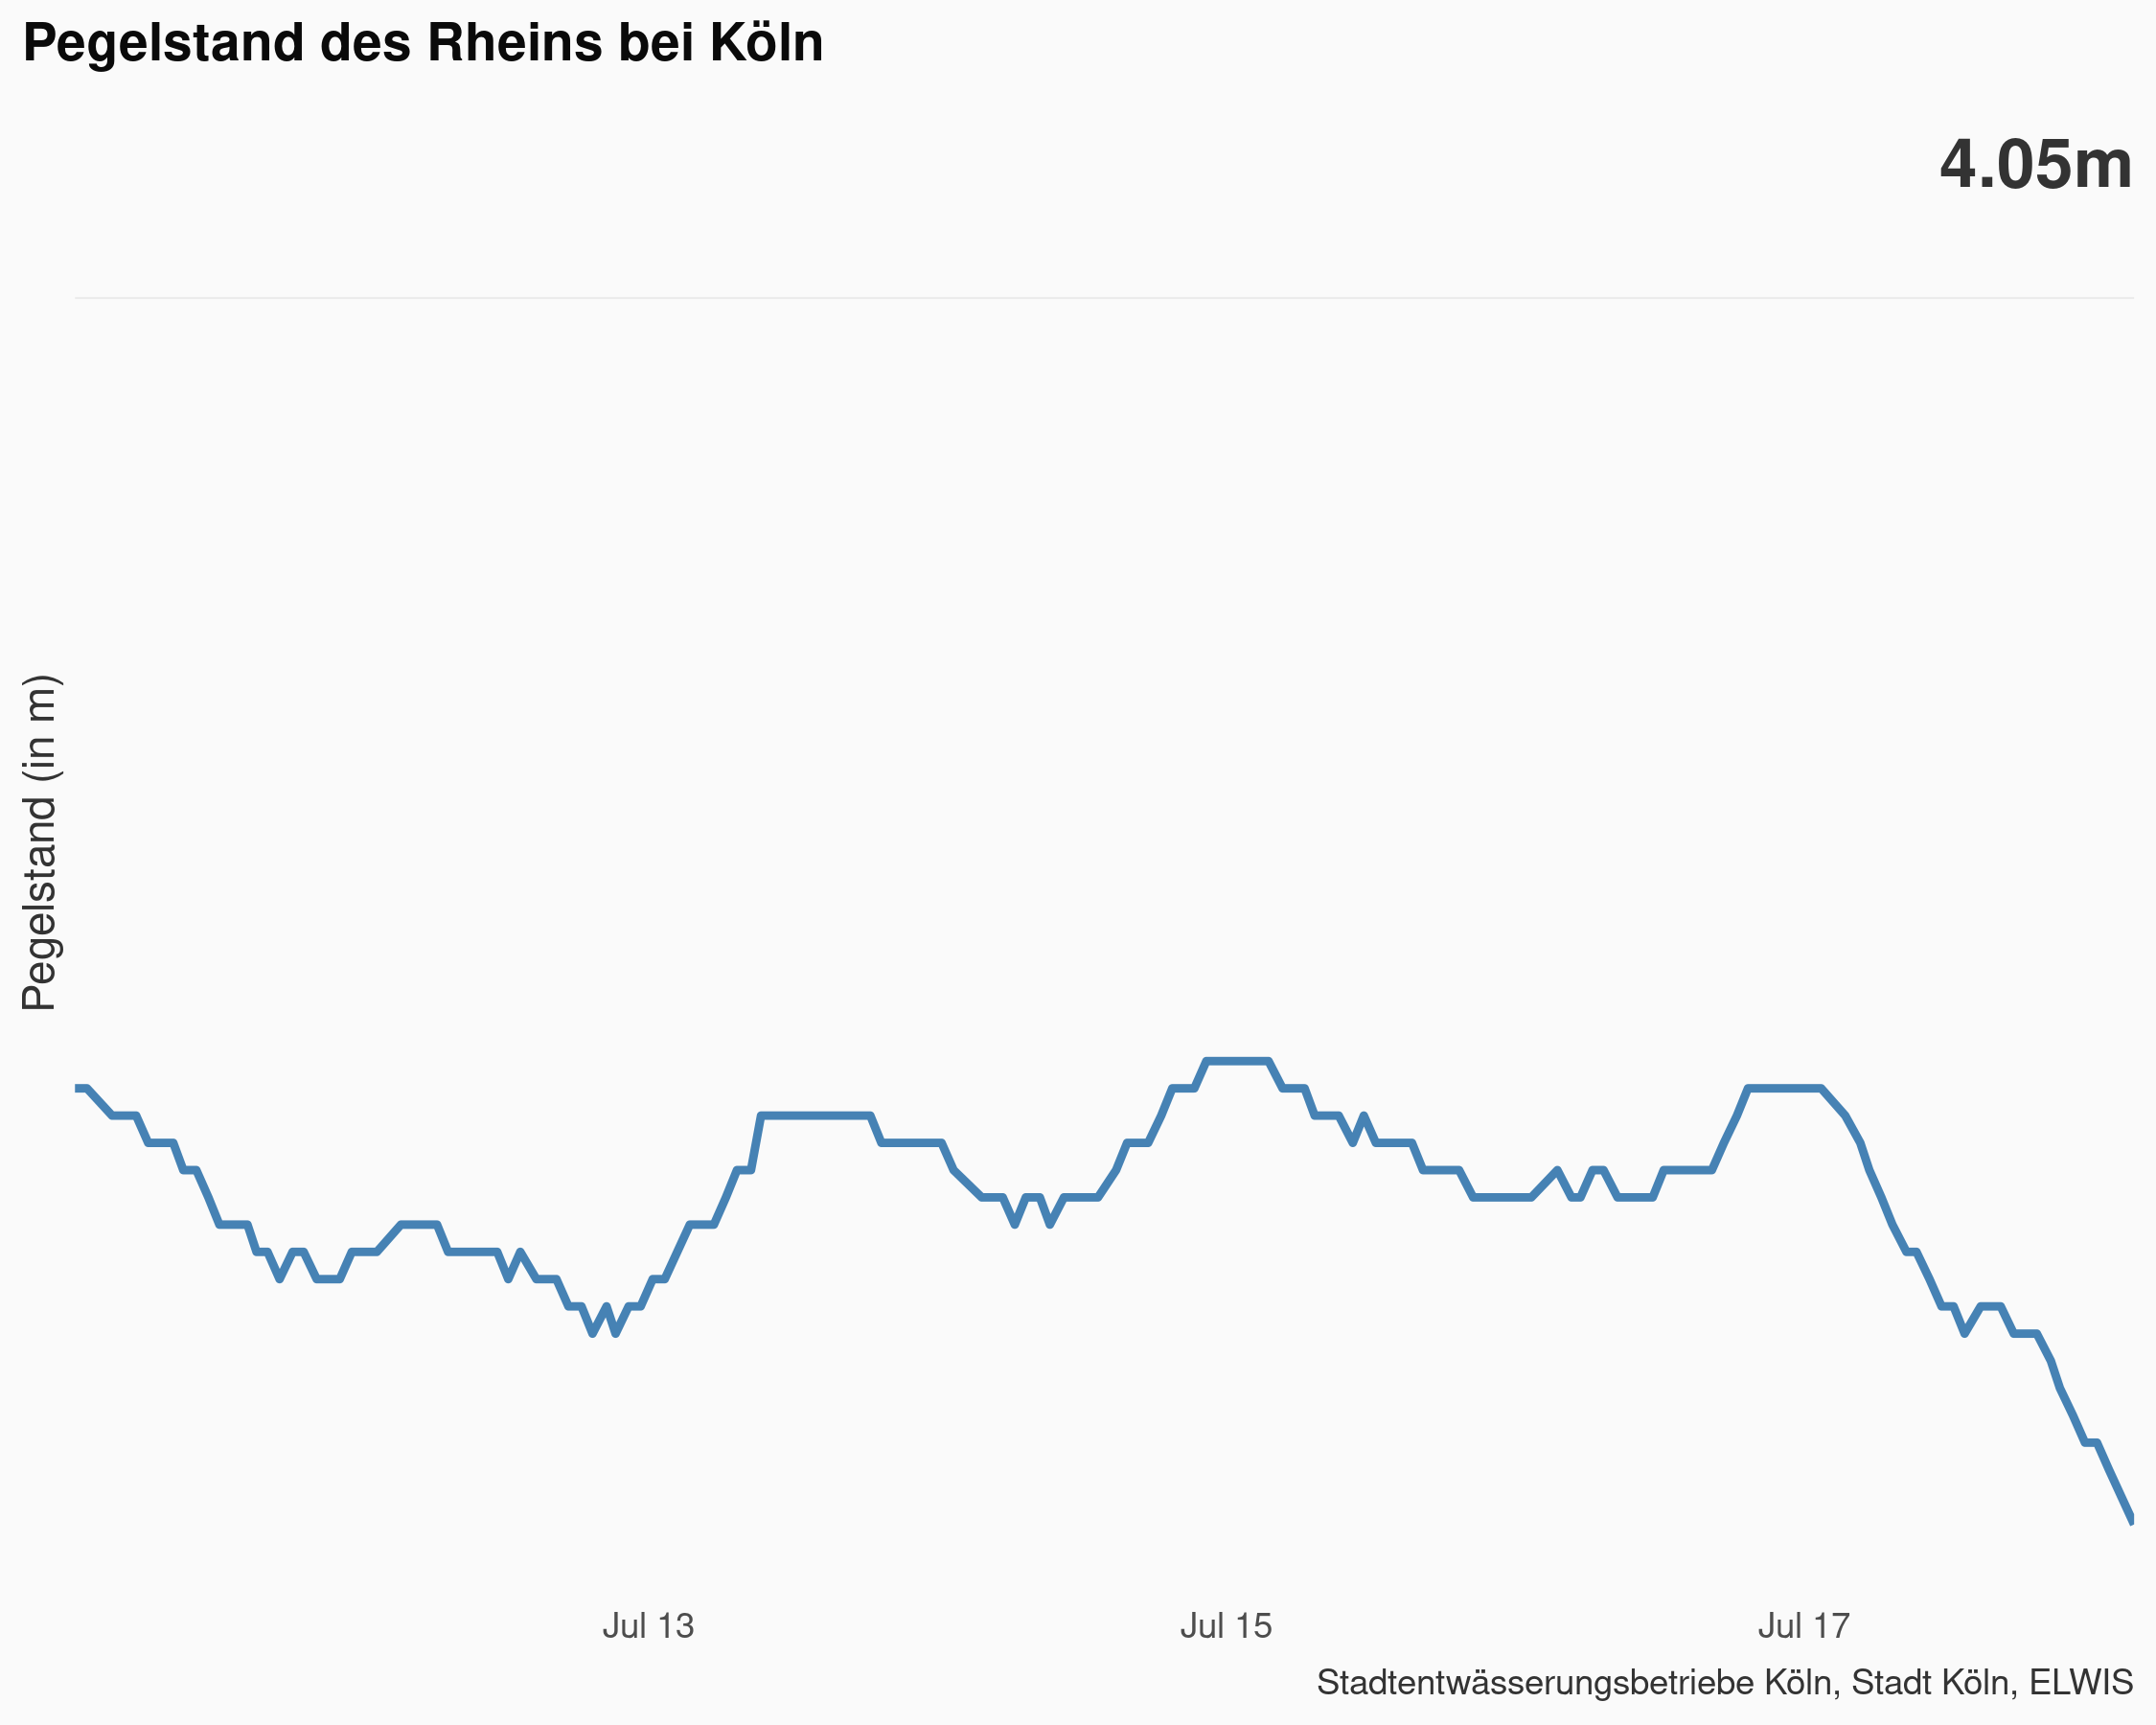 Pegelstand des Rheins bei Köln
4.05m
Pegelstand (in m)
Jul 13
Jul 15
Jul 17
Stadtentwässerungsbetriebe Köln, Stadt Köln, ELWIS